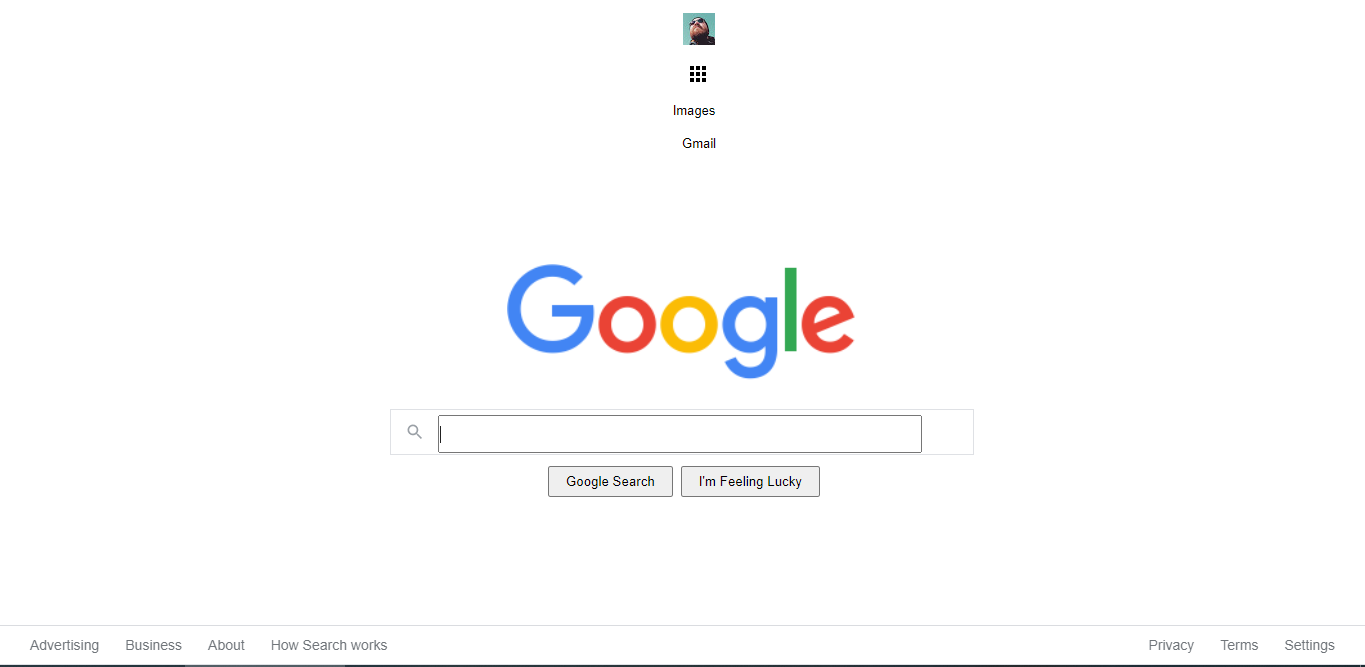 Images
Gmail
Google
Google Search I'm Feeling Lucky
Advertising Business About How Search works Privacy Terms Settings